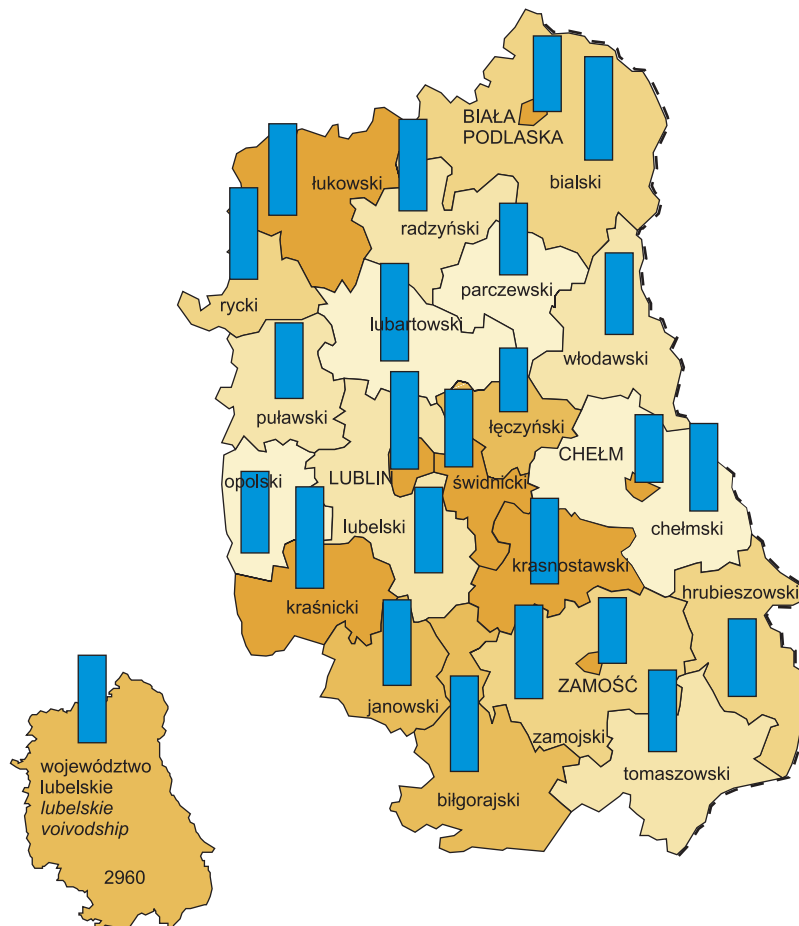 BIAŁA
PODLASKA
bialski
łukowski
radzyński
rycki
parczewski
lubartowski
włodawski
puławski
łęczyński
opolski
LUBLIN
świdnicki
CHEŁM
lubelski
chełmski
krasnostawski
hrubieszowski
kraśnicki
janowski
ZAMOŚĆ
zamojski
tomaszowski
biłgorajski
województwo
lubelskie
lubelskie
voivodship
2960